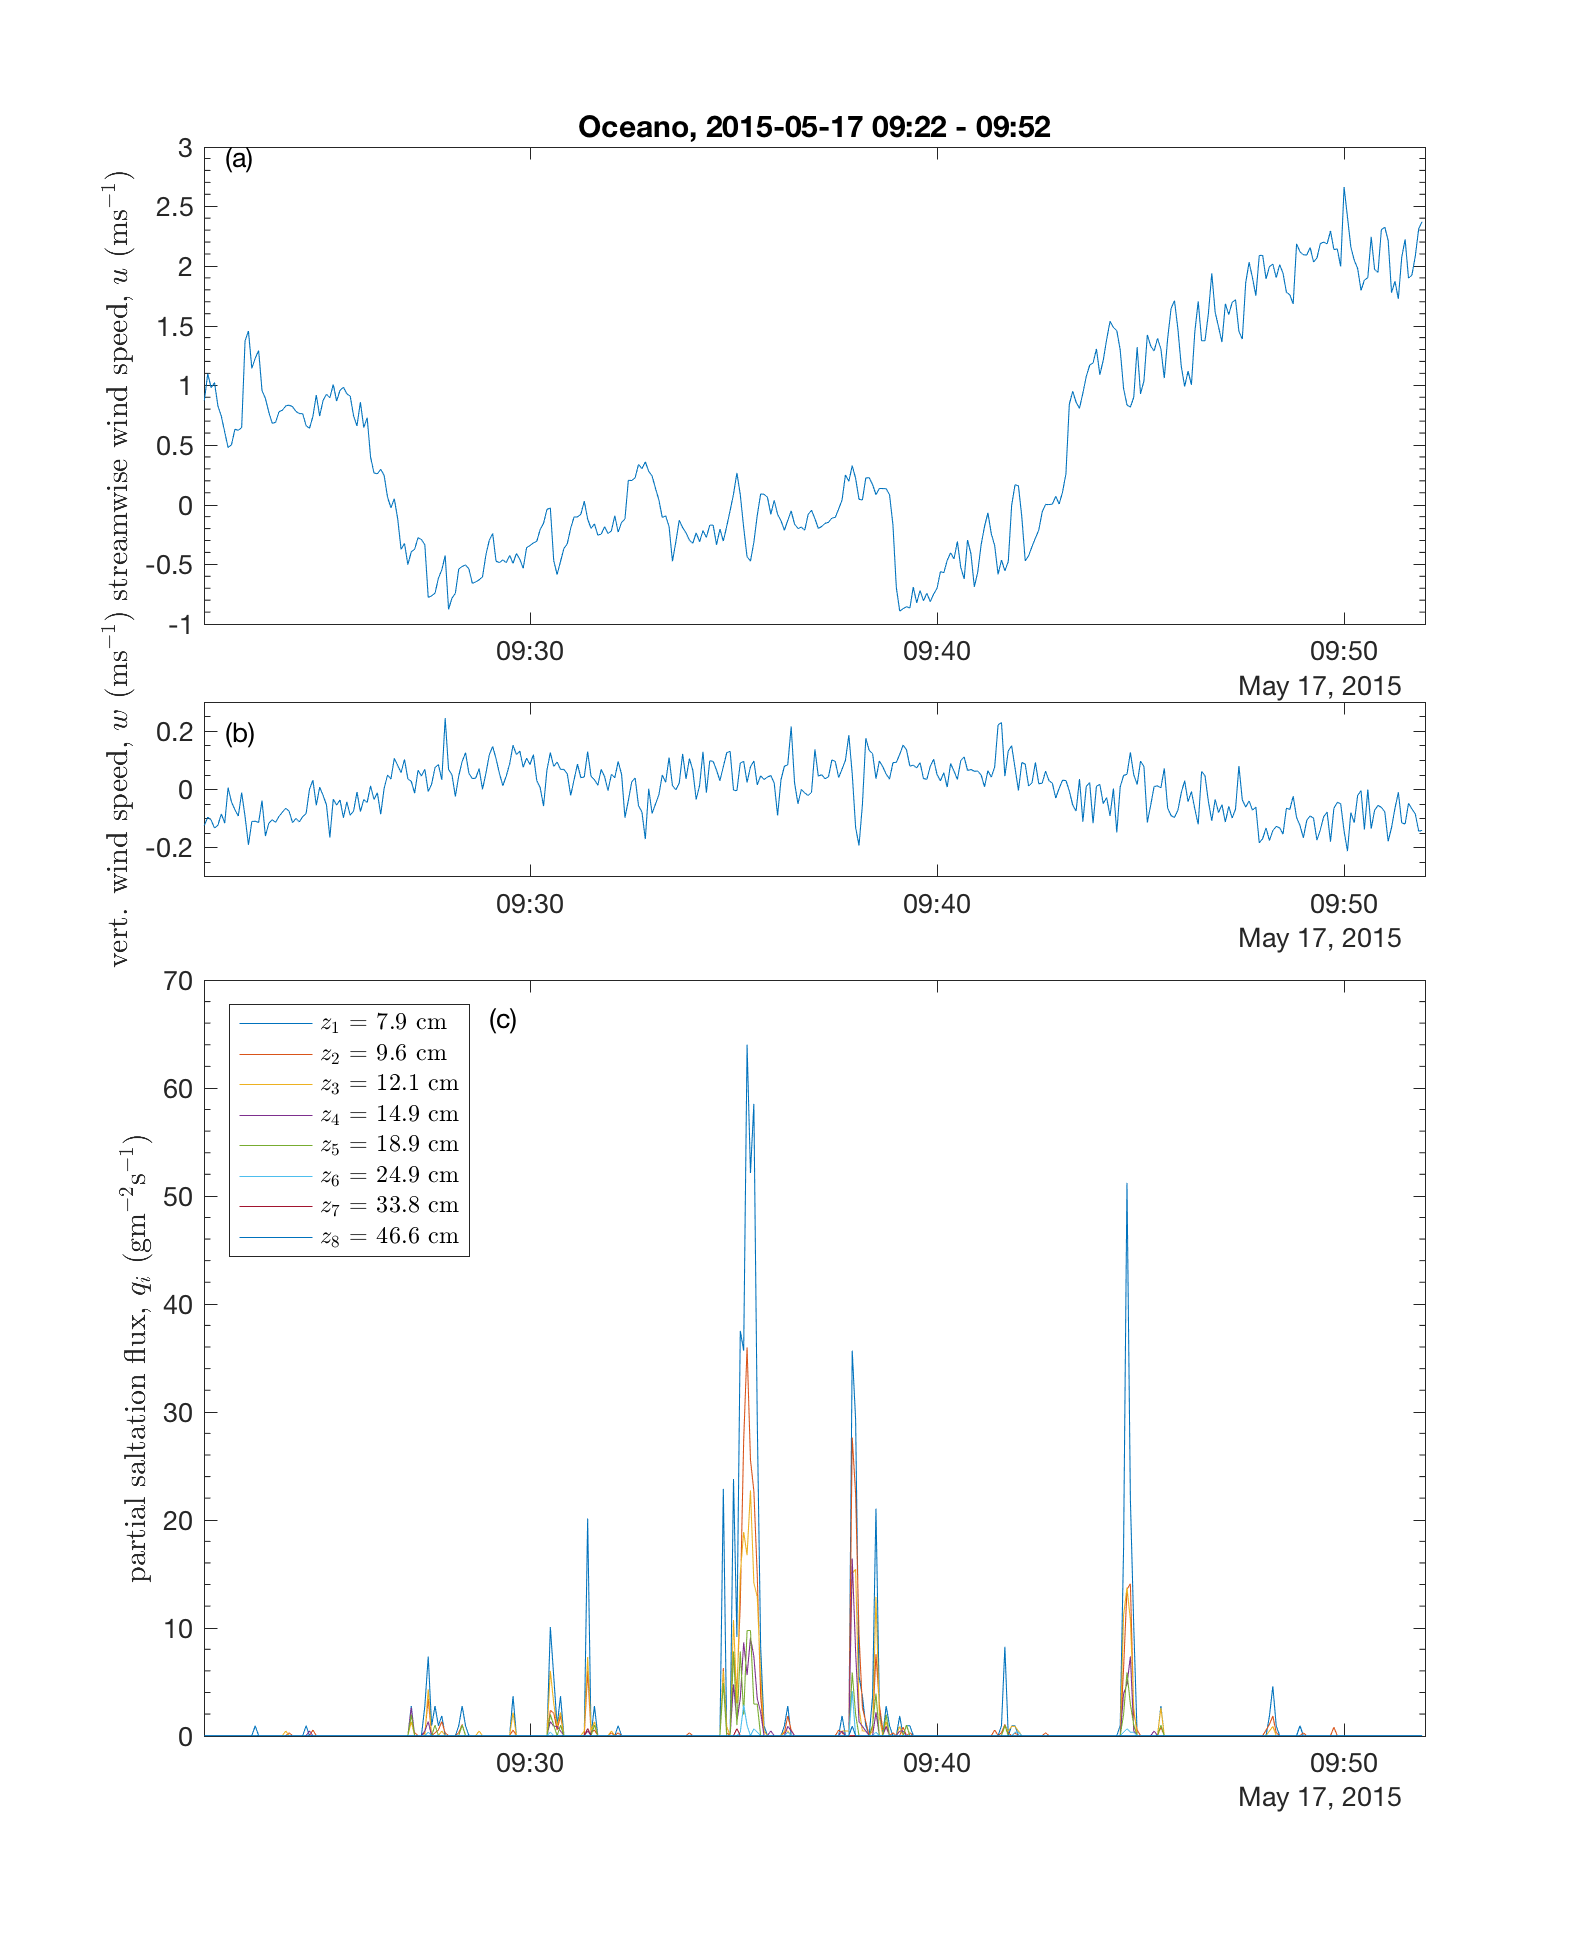 Oceano, 2015-05-17 09:22 - 09:52
(a)
streamwise wind speed, u (ms⁻¹)
3
2.5
2
1.5
1
0.5
0
-0.5
-1
09:30 09:40 09:50
May 17, 2015
(b)
vert. wind speed, w (ms⁻¹)
0.2
0
-0.2
09:30 09:40 09:50
May 17, 2015
(c)
partial saltation flux, qᵢ (gm⁻²s⁻¹)
70
60
50
40
30
20
10
0
z₁ = 7.9 cm
z₂ = 9.6 cm
z₃ = 12.1 cm
z₄ = 14.9 cm
z₅ = 18.9 cm
z₆ = 24.9 cm
z₇ = 33.8 cm
z₈ = 46.6 cm
09:30 09:40 09:50
May 17, 2015